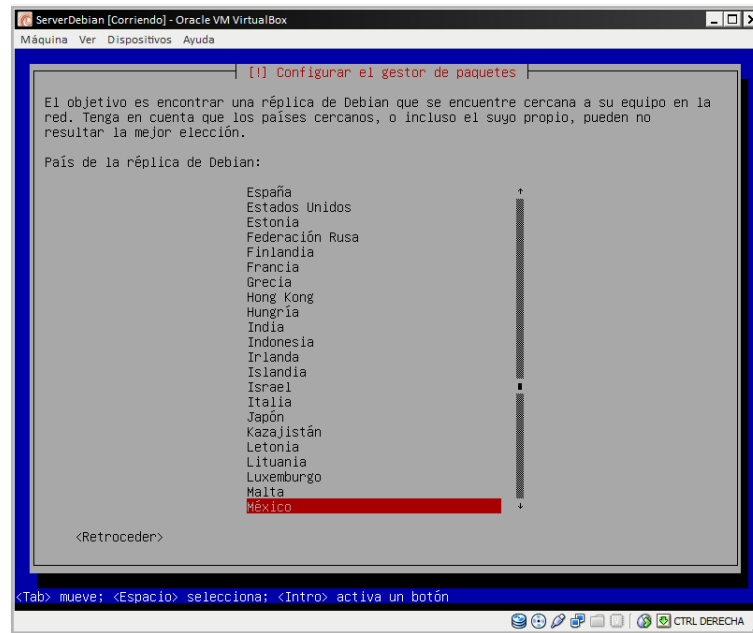 ServerDebian [Corriendo] - Oracle VM VirtualBox
Máquina Ver Dispositivos Ayuda
[!] Configurar el gestor de paquetes
El objetivo es encontrar una réplica de Debian que se encuentre cercana a su equipo en la
red. Tenga en cuenta que los países cercanos, o incluso el suyo propio, pueden no
resultar la mejor elección.
País de la réplica de Debian:
España
Estados Unidos
Estonia
Federación Rusa
Finlandia
Francia
Grecia
Hong Kong
Hungría
India
Indonesia
Irlanda
Islandia
Israel
Italia
Japón
Kazajistán
Letonia
Lituania
Luxemburgo
Malta
México
<Retroceder>
<Tab> mueve; <Espacio> selecciona; <Intro> activa un botón
CTRL DERECHA